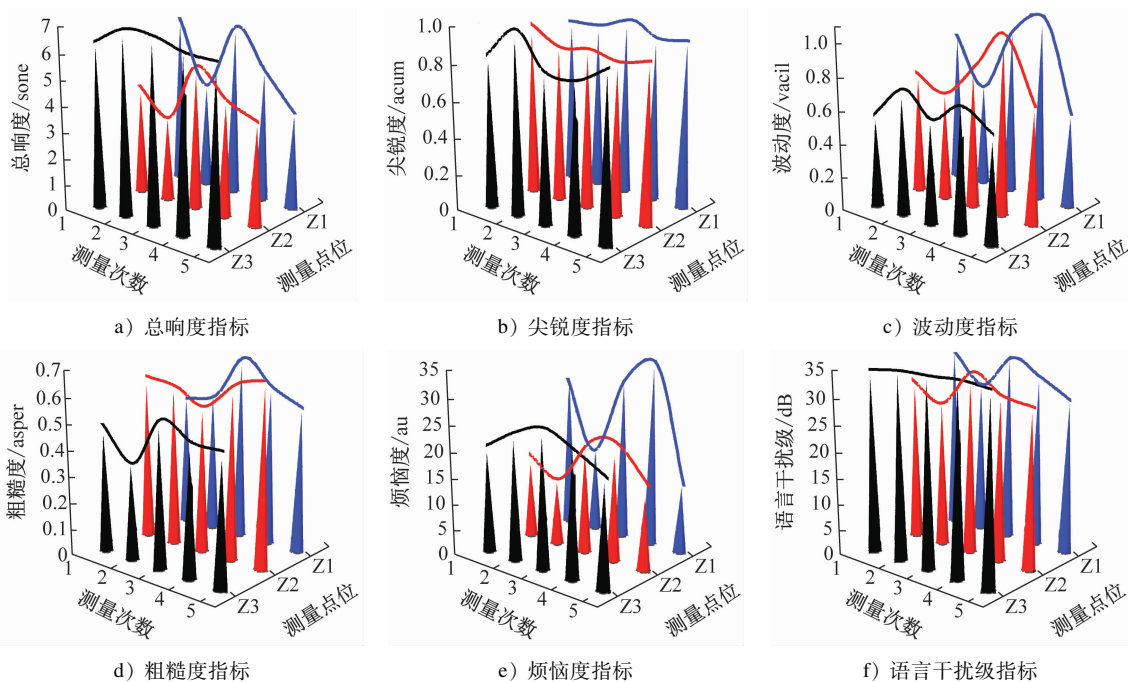 7
6
5
4
3
2
1
0
总响度/sone
1
2
3
4
5
测量次数
Z3
Z2
Z1
测量点位
a）总响度指标
1.0
0.8
0.6
0.4
0.2
0
尖锐度/acum
1
2
3
4
5
测量次数
Z3
Z2
Z1
测量点位
b）尖锐度指标
1.0
0.8
0.6
0.4
0.2
0
波动度/vacil
1
2
3
4
5
测量次数
Z3
Z2
Z1
测量点位
c）波动度指标
0.7
0.6
0.5
0.4
0.3
0.2
0.1
0
粗糙度/asper
1
2
3
4
5
测量次数
Z3
Z2
Z1
测量点位
d）粗糙度指标
35
30
25
20
15
10
5
0
烦恼度/au
1
2
3
4
5
测量次数
Z3
Z2
Z1
测量点位
e）烦恼度指标
35
30
25
20
15
10
5
0
语言干扰级/dB
1
2
3
4
5
测量次数
Z3
Z2
Z1
测量点位
f）语言干扰级指标